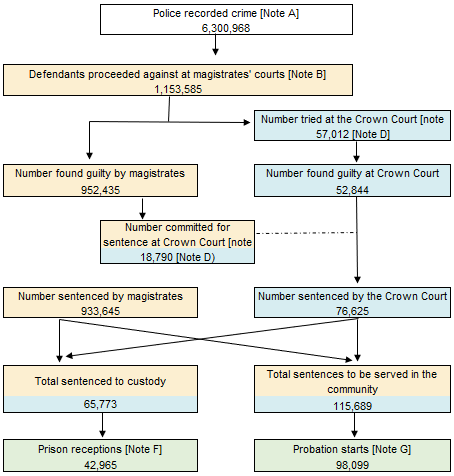 Police recorded crime [Note A]
6,300,968
Defendants proceeded against at magistrates' courts [Note B]
1,153,585
Number tried at the Crown Court [note
57,012 [Note D]
Number found guilty by magistrates
952,435
Number found guilty at Crown Court
52,844
Number committed for
sentence at Crown Court [note
18,790 [Note D)
Number sentenced by magistrates
933,645
Number sentenced by the Crown Court
76,625
Total sentenced to custody
65,773
Total sentences to be served in the
community
115,689
Prison receptions [Note F]
42,965
Probation starts [Note G]
98,099